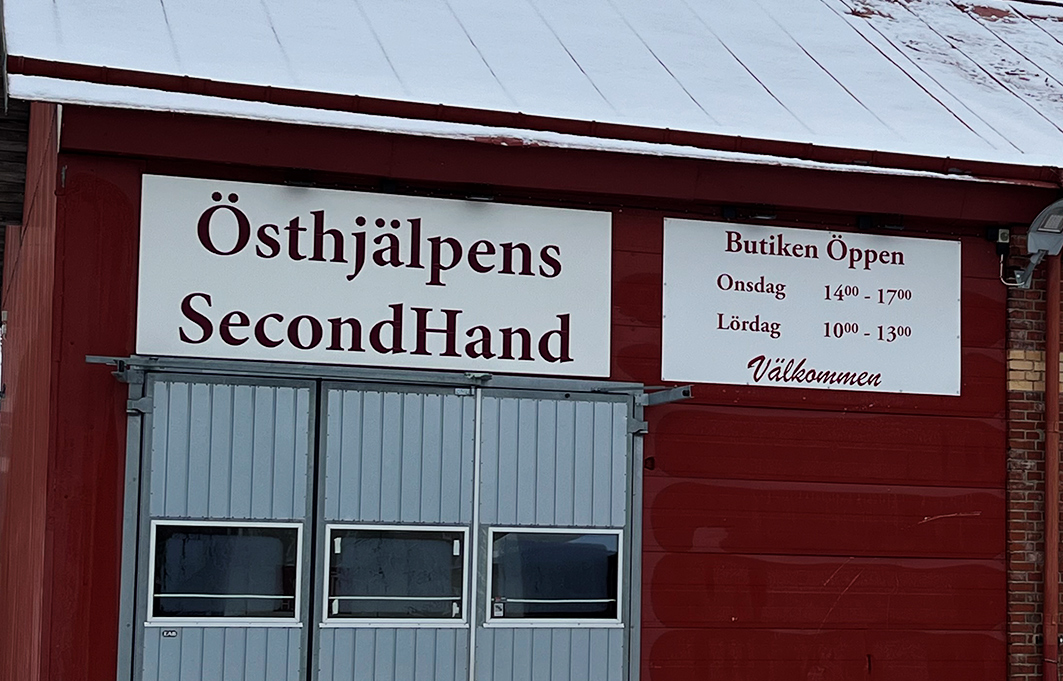 Östhjälpens
SecondHand
Butiken Öppen
Onsdag 14⁰⁰ - 17⁰⁰
Lördag 10⁰⁰ - 13⁰⁰
Välkommen